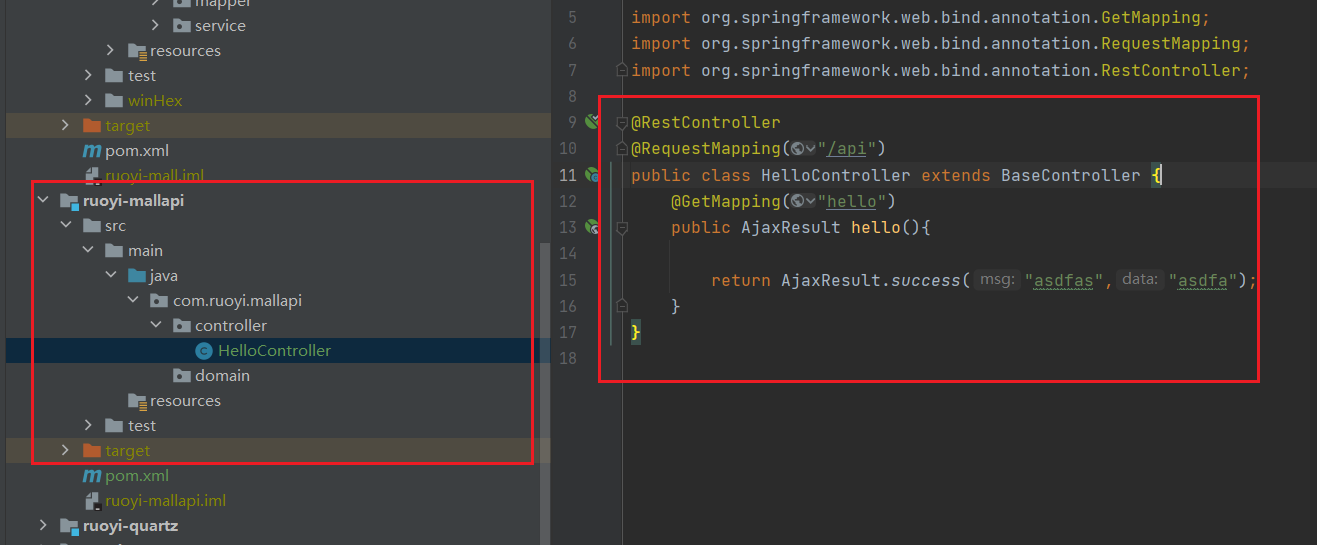 mapper
service
resources
test
winHex
target
pom.xml
ruoyi-mall.iml
ruoyi-mallapi
src
main
java
com.ruoyi.mallapi
controller
HelloController
domain
resources
test
target
pom.xml
ruoyi-mallapi.iml
ruoyi-quartz
5 import org.springframework.web.bind.annotation.GetMapping;
6 import org.springframework.web.bind.annotation.RequestMapping;
7 import org.springframework.web.bind.annotation.RestController;
8
9 @RestController
10 @RequestMapping("/api")
11 public class HelloController extends BaseController {
12 @GetMapping("hello")
13 public AjaxResult hello(){
14
15 return AjaxResult.success( msg: "asdfas", data: "asdfa");
16 }
17 }
18